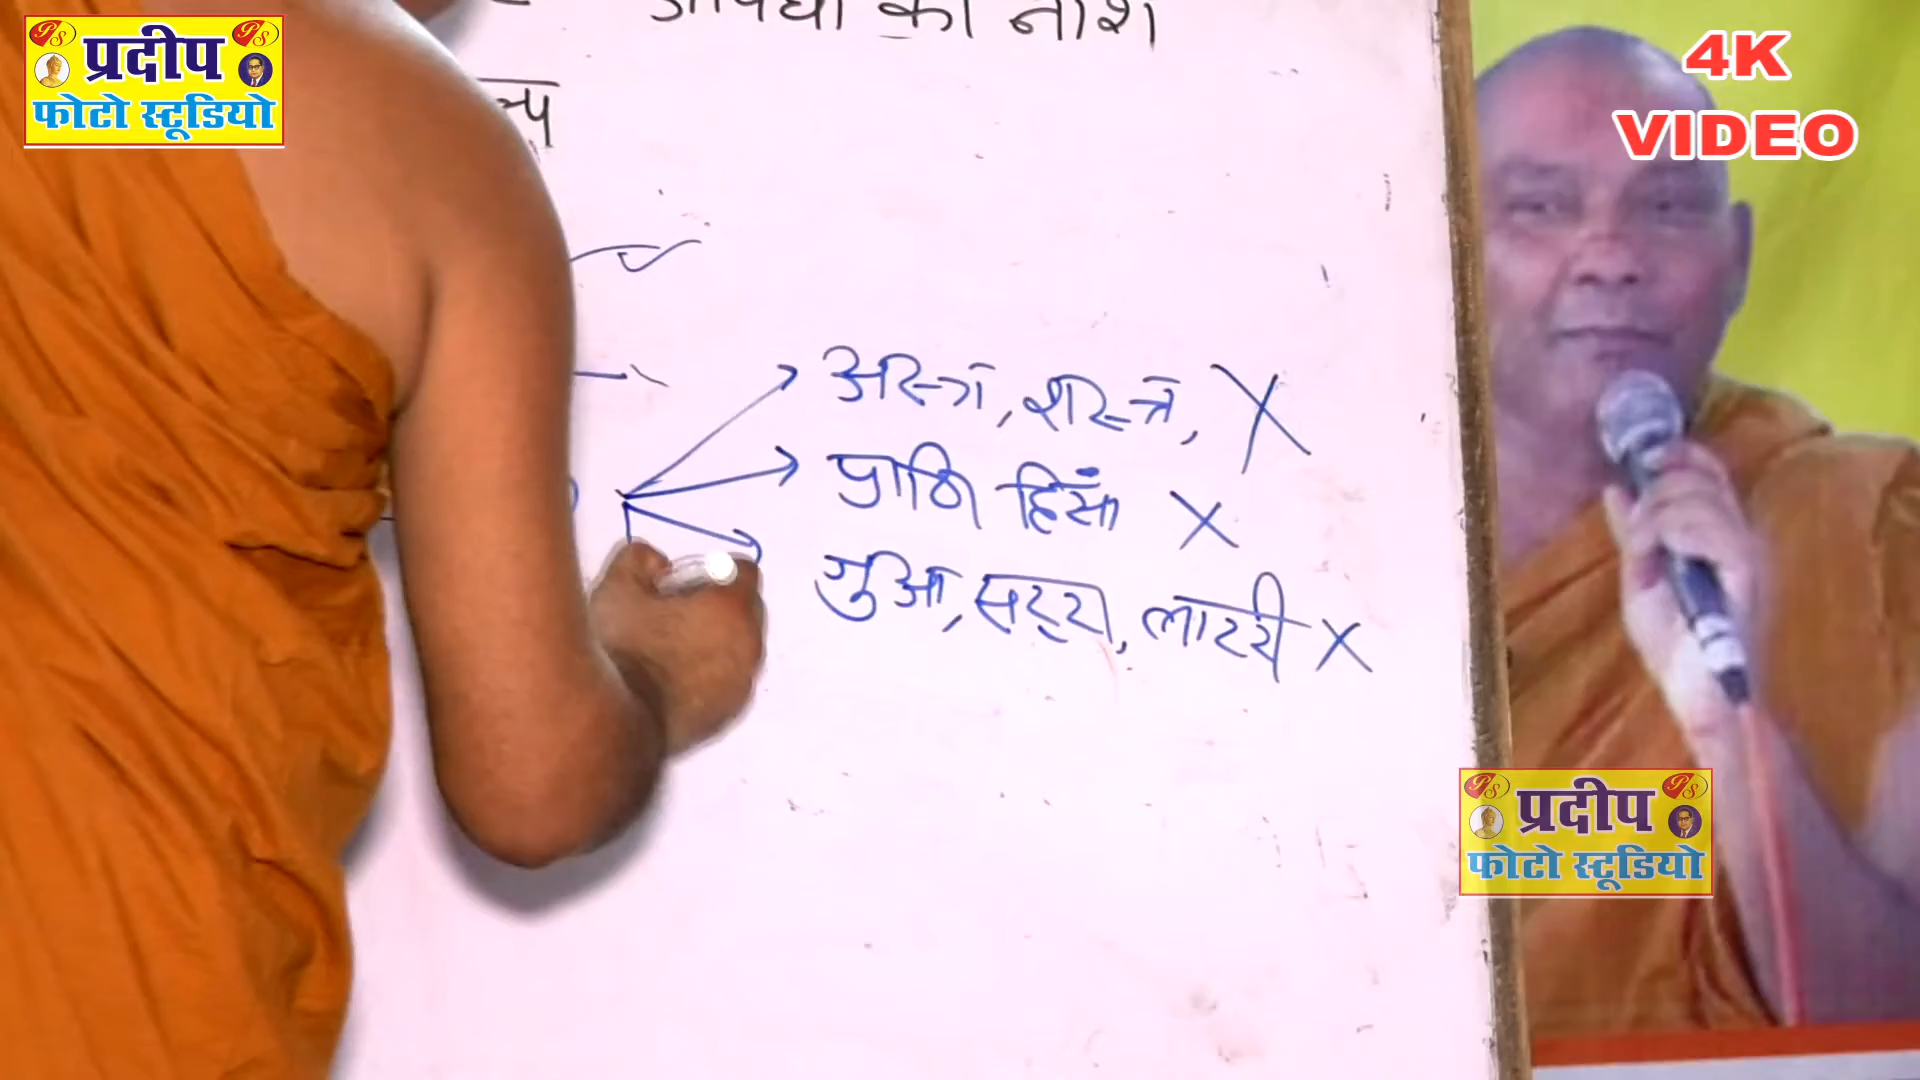 प्रदीप
फोटो स्टूडियो
4K
VIDEO
का नाश
अस्त्र, शस्त्र, X
हिंसा X
सट्टा, लाटरी X
प्रदीप
फोटो स्टूडियो